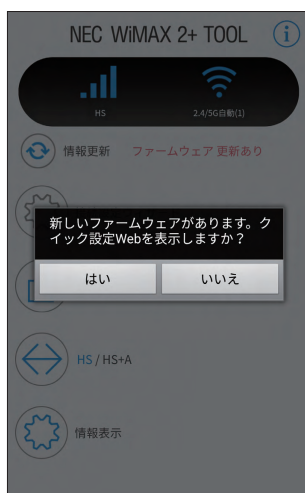 NEC WiMAX 2+ TOOL
i
HS
2.4/5G自動(1)
情報更新 ファームウェア 更新あり
新しいファームウェアがあります。ク
イック設定Webを表示しますか？
はい いいえ
HS / HS+A
情報表示